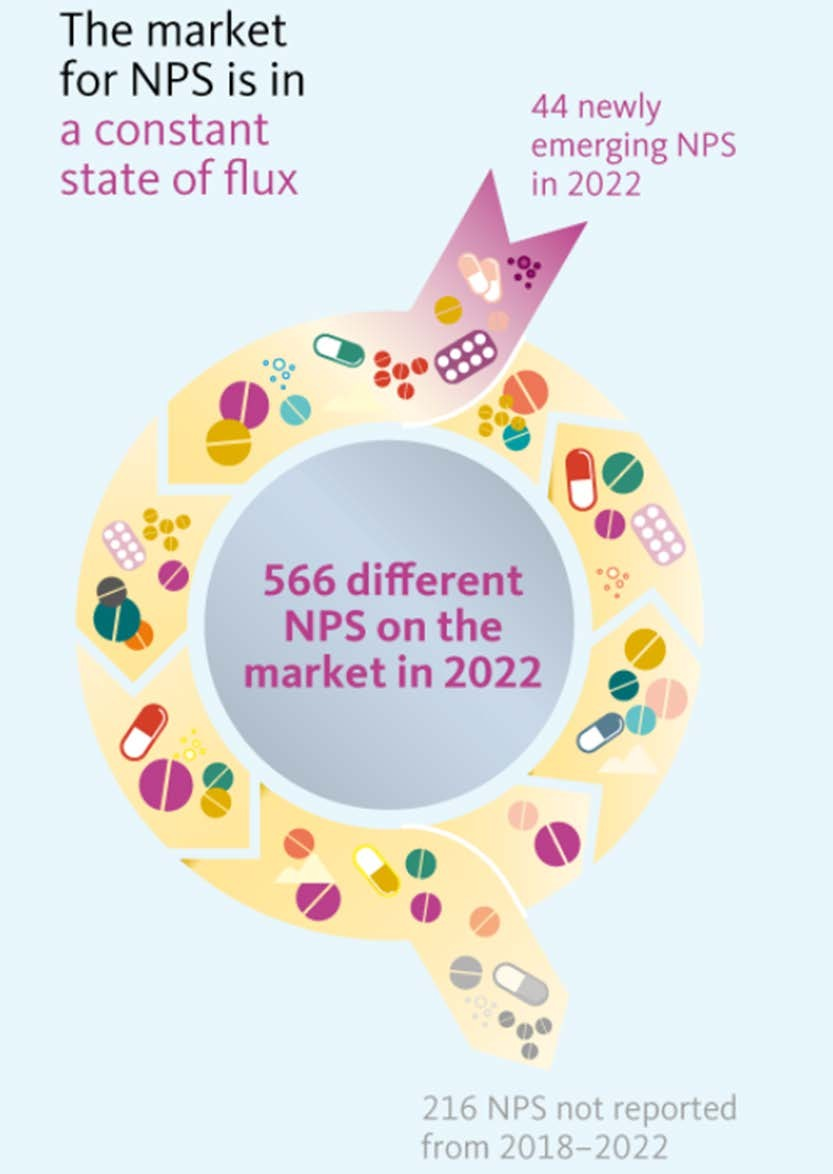 The market
for NPS is in
a constant
state of flux
44 newly
emerging NPS
in 2022
566 different
NPS on the
market in 2022
216 NPS not reported
from 2018–2022